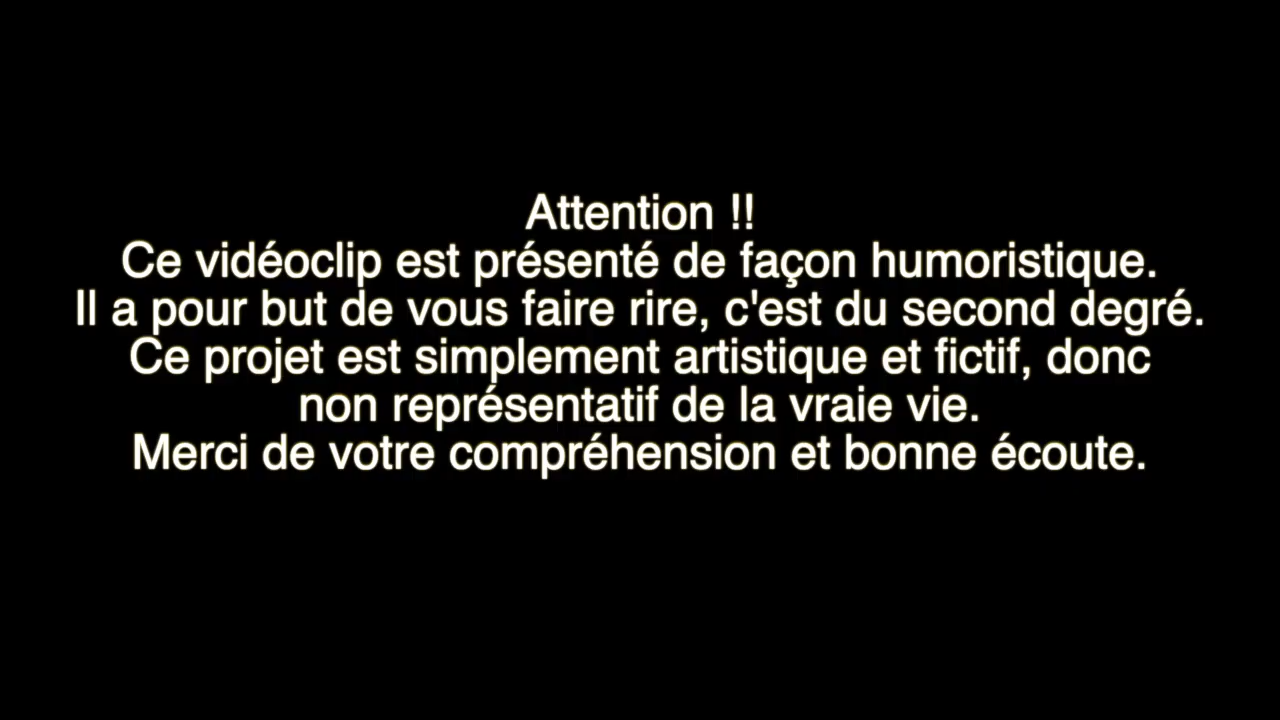 Attention !!
Ce vidéoclip est présenté de façon humoristique.
Il a pour but de vous faire rire, c'est du second degré.
Ce projet est simplement artistique et fictif, donc
non représentatif de la vraie vie.
Merci de votre compréhension et bonne écoute.